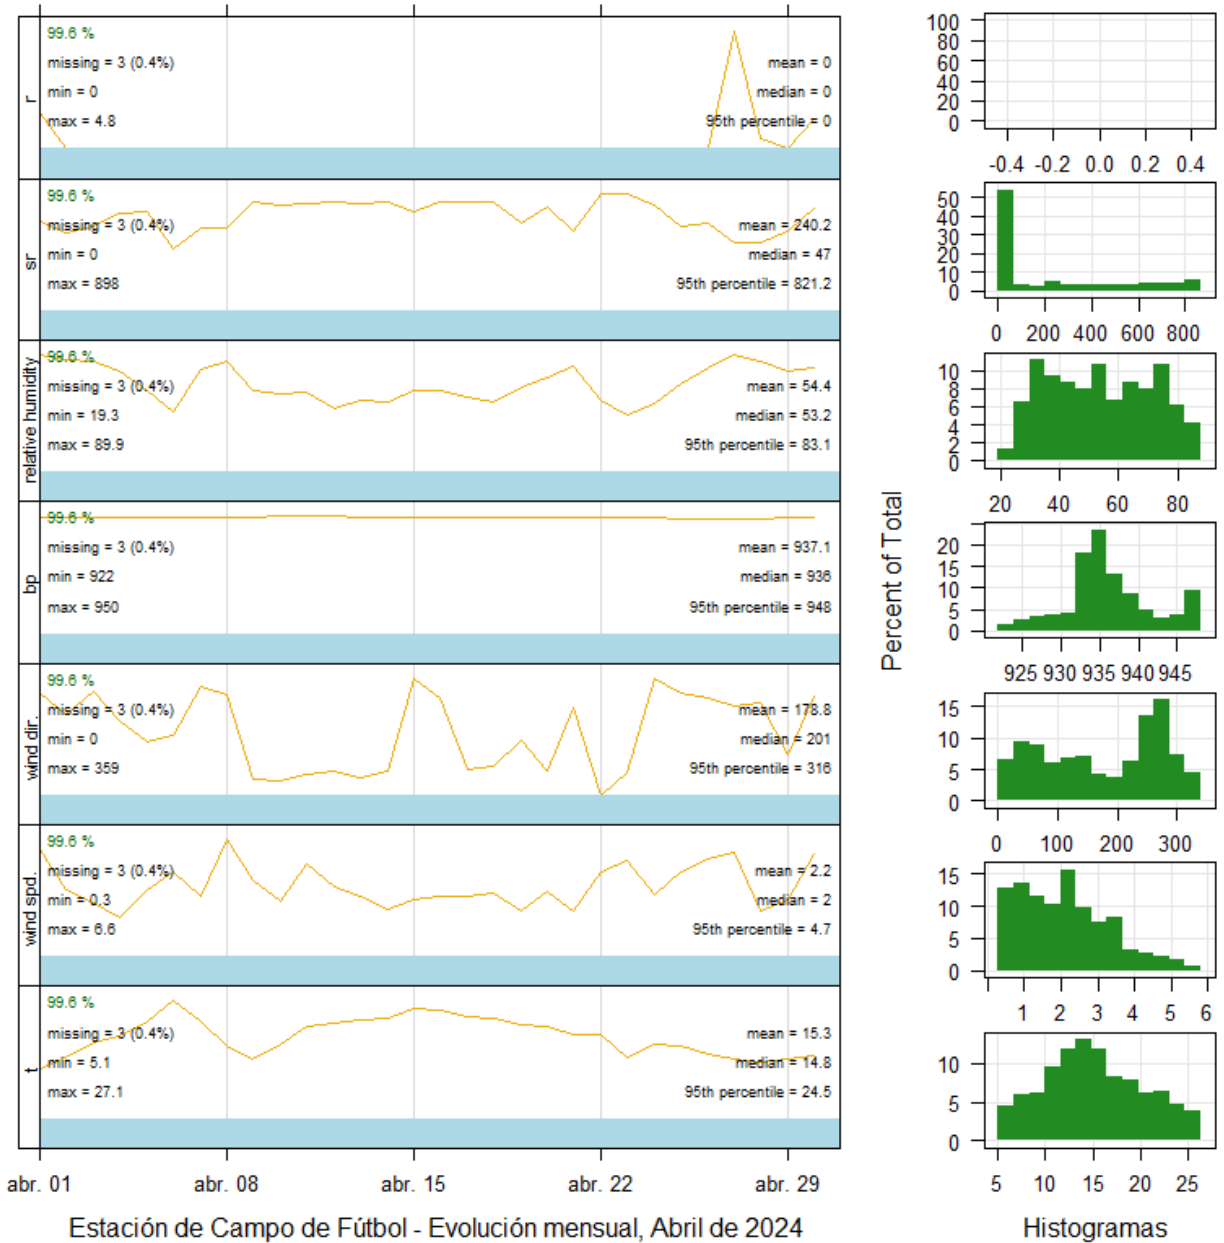 r
99.6 %
missing = 3 (0.4%)
min = 0
max = 4.8
mean = 0
median = 0
95th percentile = 0
sr
99.6 %
missing = 3 (0.4%)
min = 0
max = 898
mean = 240.2
median = 47
95th percentile = 821.2
relative humidity
99.6 %
missing = 3 (0.4%)
min = 19.3
max = 89.9
mean = 54.4
median = 53.2
95th percentile = 83.1
bp
99.6 %
missing = 3 (0.4%)
min = 922
max = 950
mean = 937.1
median = 936
95th percentile = 948
wind dir.
99.6 %
missing = 3 (0.4%)
min = 0
max = 359
mean = 178.8
median = 201
95th percentile = 316
wind spd.
99.6 %
missing = 3 (0.4%)
min = 0.3
max = 6.6
mean = 2.2
median = 2
95th percentile = 4.7
t
99.6 %
missing = 3 (0.4%)
min = 5.1
max = 27.1
mean = 15.3
median = 14.8
95th percentile = 24.5
abr. 01 abr. 08 abr. 15 abr. 22 abr. 29
Estación de Campo de Fútbol - Evolución mensual, Abril de 2024
Percent of Total
100
80
60
40
20
0
-0.4 -0.2 0.0 0.2 0.4
50
40
30
20
10
0
0 200 400 600 800
10
8
6
4
2
0
20 40 60 80
20
15
10
5
0
925 930 935 940 945
15
10
5
0
0 100 200 300
15
10
5
0
1 2 3 4 5 6
10
5
0
5 10 15 20 25
Histogramas